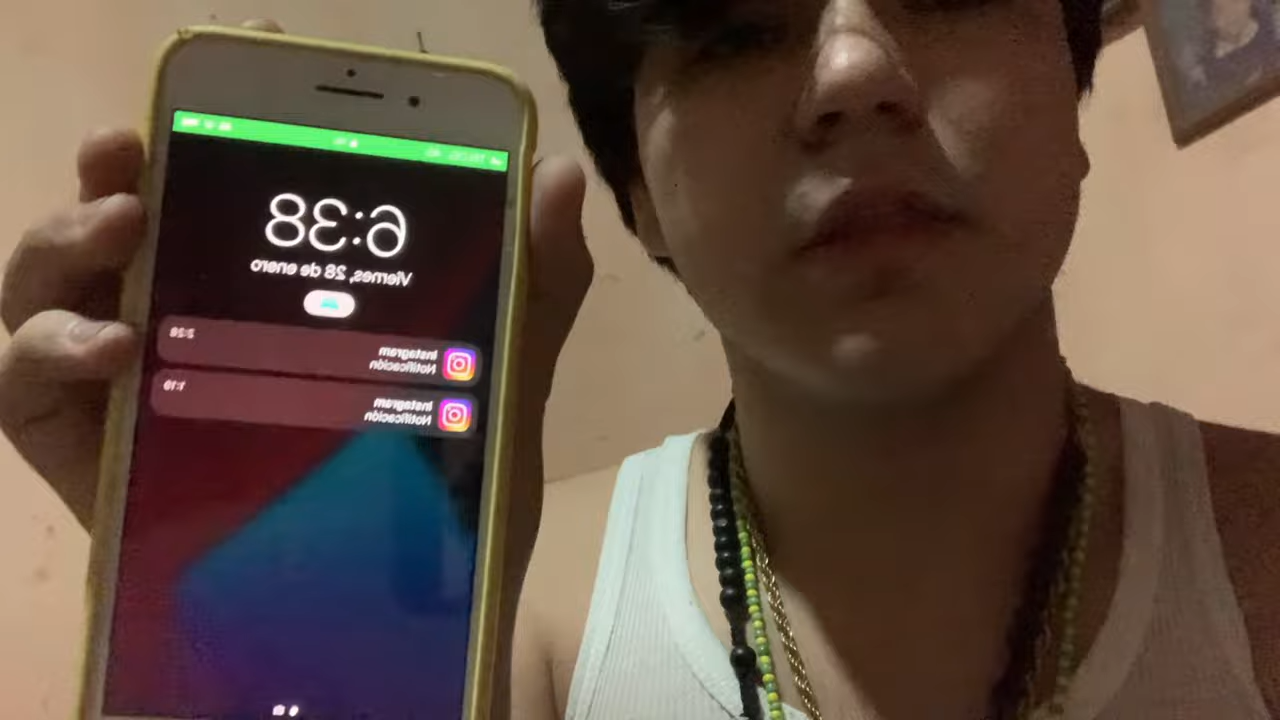 6:38
Viernes, 28 de enero
Instagram
2:28
Notificación
Instagram
1:19
Notificación